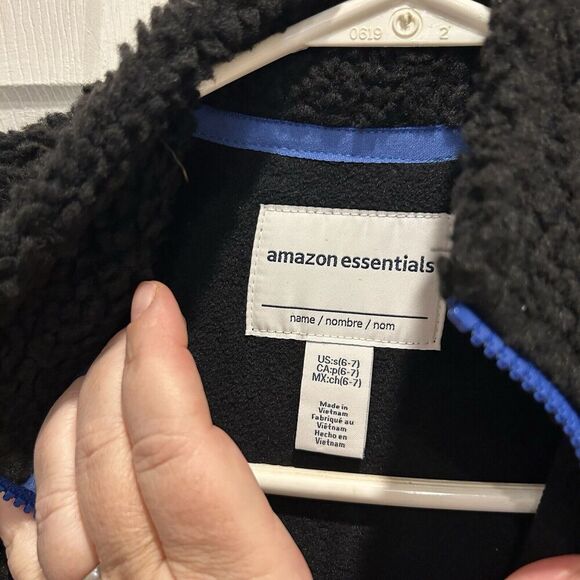 0619 2
amazon essentials
name / nombre / nom
US:s(6-7)
CA:p(6-7)
MX:ch(6-7)
Made in
Vietnam
Fabriqué au
Viêtnam
Hecho en
Vietnam